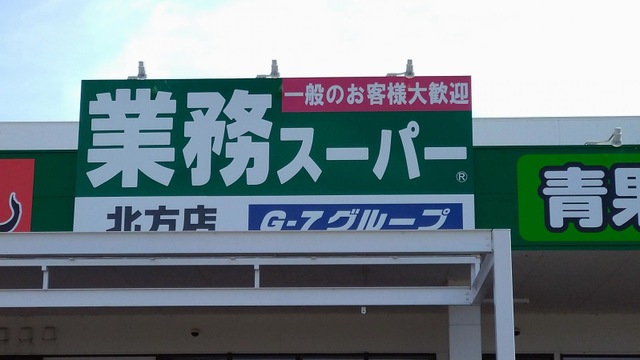 一般のお客様大歓迎
業務スーパー®
北方店
G-7グループ
青果